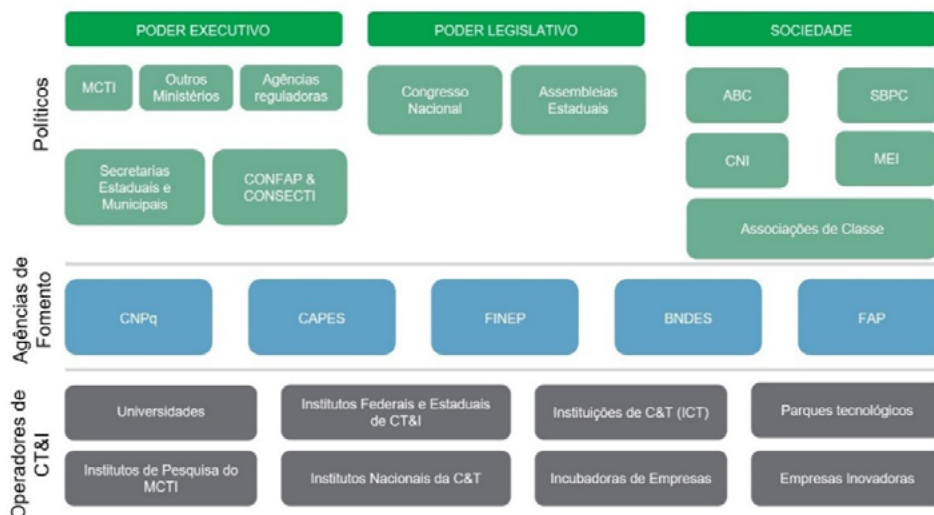 PODER EXECUTIVO
PODER LEGISLATIVO
SOCIEDADE
Políticos
MCTI
Outros
Ministérios
Agências
reguladoras
Congresso
Nacional
Assembleias
Estaduais
ABC
SBPC
Secretarias
Estaduais e
Municipais
CONFAP &
CONSECTI
CNI
MEI
Associações de Classe
Agências de
Fomento
CNPq
CAPES
FINEP
BNDES
FAP
Operadores de
CT&I
Universidades
Institutos Federais e Estaduais
de CT&I
Instituições de C&T (ICT)
Parques tecnológicos
Institutos de Pesquisa do
MCTI
Institutos Nacionais da C&T
Incubadoras de Empresas
Empresas Inovadoras